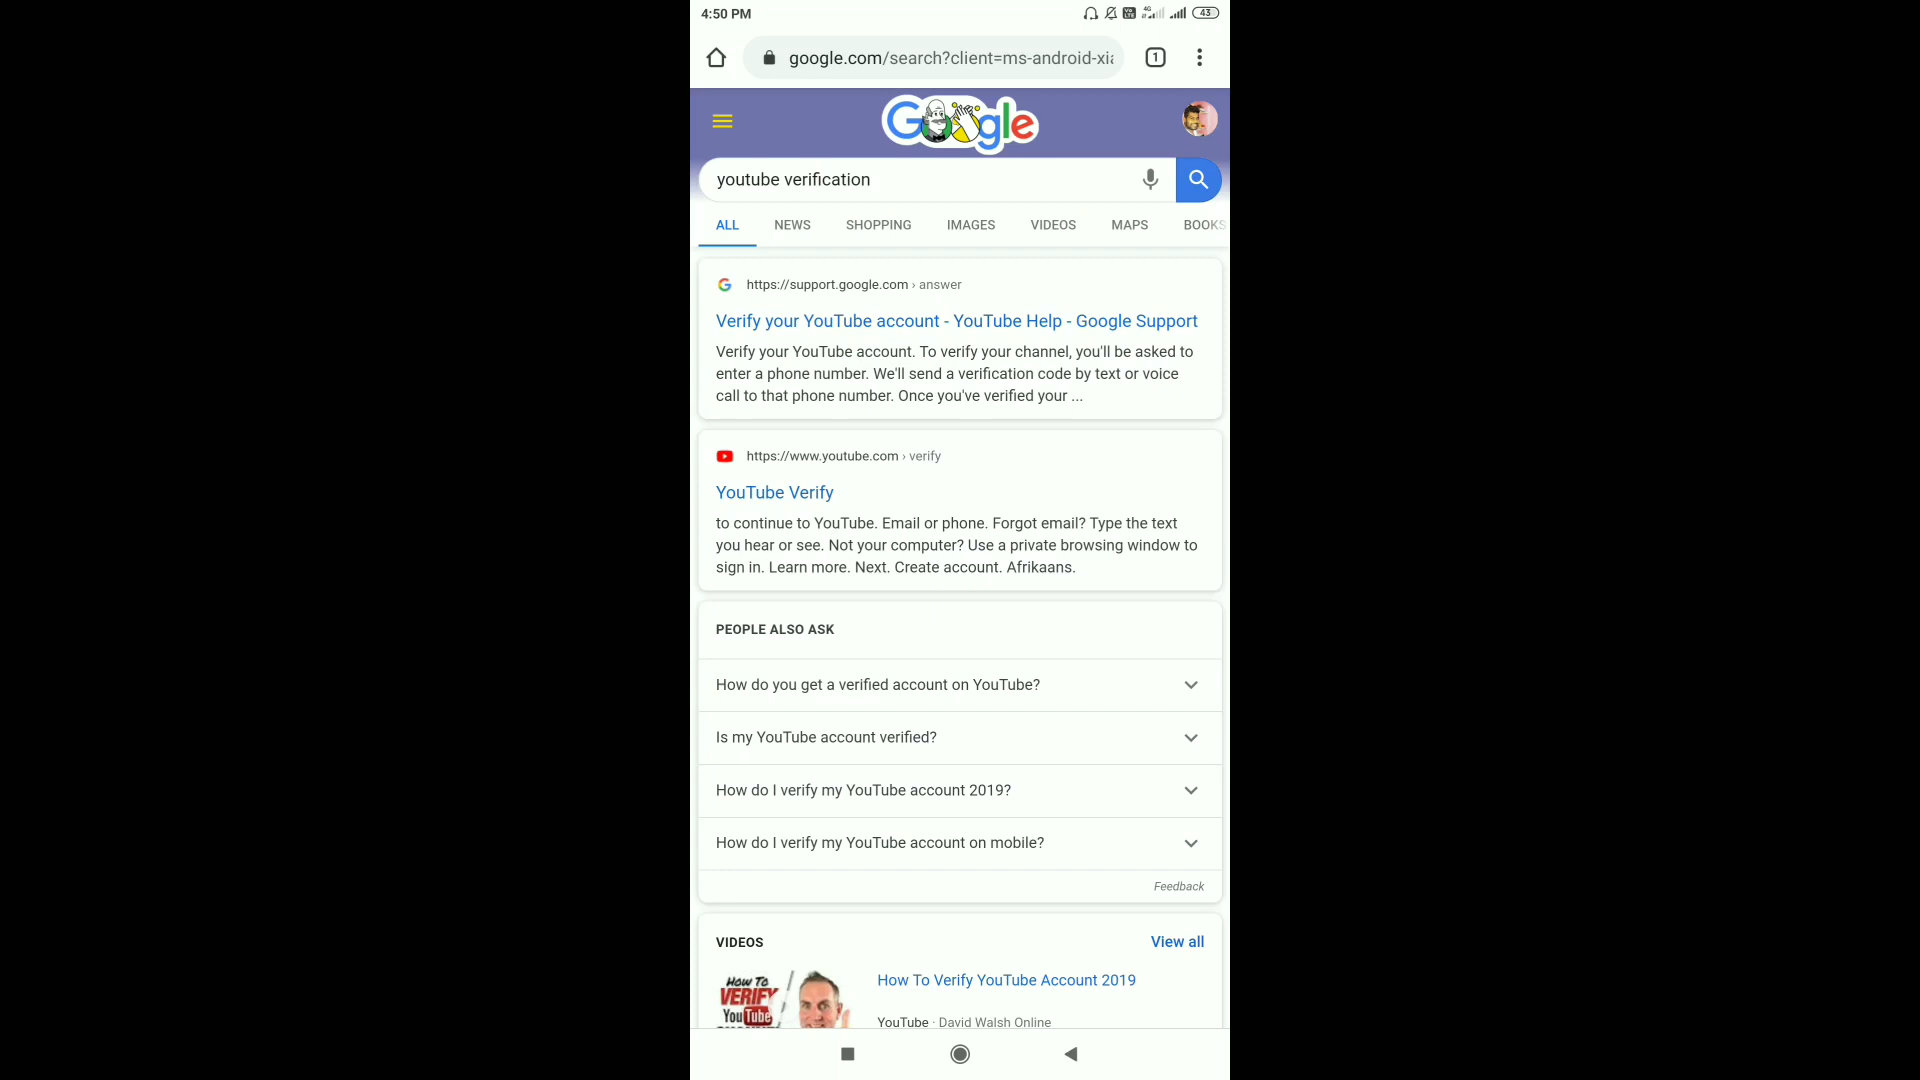 4:50 PM
4G
43
google.com/search?client=ms-android-xia
1
Google
youtube verification
ALL NEWS SHOPPING IMAGES VIDEOS MAPS BOOKS
https://support.google.com › answer
Verify your YouTube account - YouTube Help - Google Support
Verify your YouTube account. To verify your channel, you'll be asked to
enter a phone number. We'll send a verification code by text or voice
call to that phone number. Once you've verified your ...
https://www.youtube.com › verify
YouTube Verify
to continue to YouTube. Email or phone. Forgot email? Type the text
you hear or see. Not your computer? Use a private browsing window to
sign in. Learn more. Next. Create account. Afrikaans.
PEOPLE ALSO ASK
How do you get a verified account on YouTube?
Is my YouTube account verified?
How do I verify my YouTube account 2019?
How do I verify my YouTube account on mobile?
Feedback
VIDEOS View all
HOW TO
VERIFY
YouTube
How To Verify YouTube Account 2019
YouTube · David Walsh Online